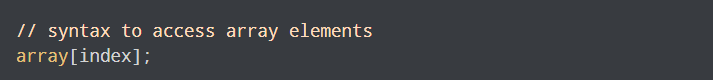 // syntax to access array elements
array[index];